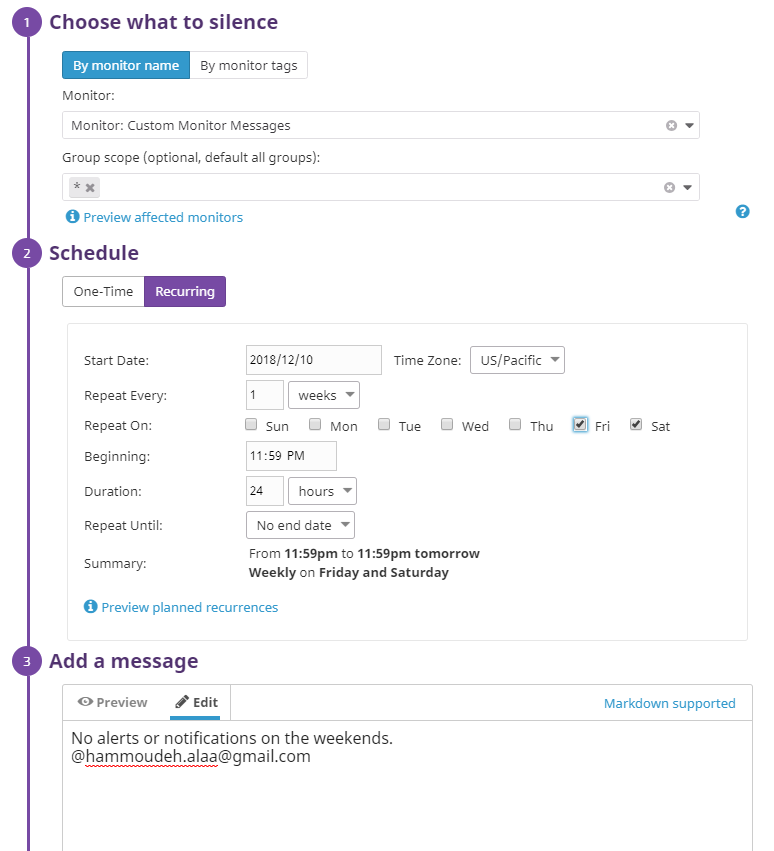 1 Choose what to silence
By monitor name By monitor tags
Monitor:
Monitor: Custom Monitor Messages
Group scope (optional, default all groups):
*
Preview affected monitors
?
2 Schedule
One-Time Recurring
Start Date: 2018/12/10 Time Zone: US/Pacific
Repeat Every: 1 weeks
Repeat On: Sun Mon Tue Wed Thu Fri Sat
Beginning: 11:59 PM
Duration: 24 hours
Repeat Until: No end date
Summary: From 11:59pm to 11:59pm tomorrow
Weekly on Friday and Saturday
Preview planned recurrences
3 Add a message
Preview Edit Markdown supported
No alerts or notifications on the weekends.
@hammoudeh.alaa@gmail.com